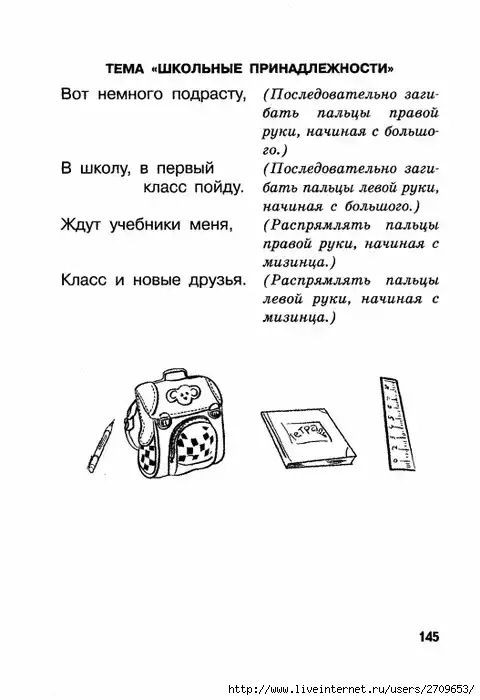 ТЕМА «ШКОЛЬНЫЕ ПРИНАДЛЕЖНОСТИ»
Вот немного подрасту, (Последовательно заги-
бать пальцы правой
руки, начиная с большо-
го.)
В школу, в первый (Последовательно заги-
класс пойду. бать пальцы левой руки,
начиная с большого.)
Ждут учебники меня, (Распрямлять пальцы
правой руки, начиная с
мизинца.)
Класс и новые друзья. (Распрямлять пальцы
левой руки, начиная с
мизинца.)
тетрадь
145
http://www.liveinternet.ru/users/2709653/